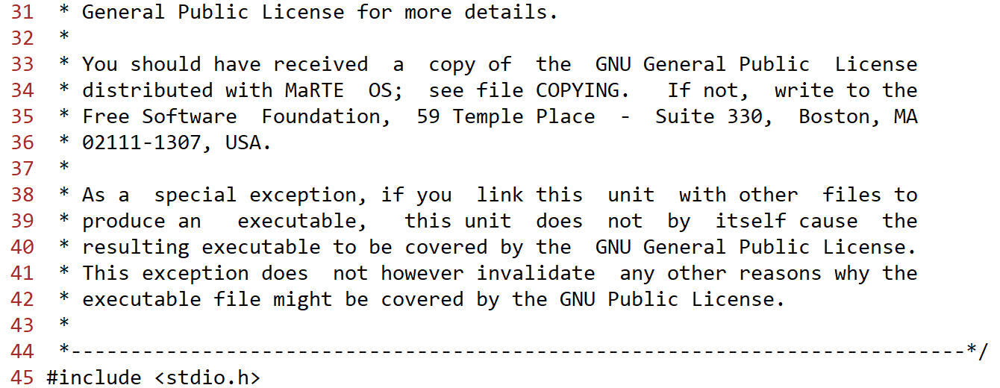 31  * General Public License for more details.
32  *
33  * You should have received  a  copy of  the  GNU General Public  License
34  * distributed with MaRTE  OS;  see file COPYING.   If not,  write to the
35  * Free Software  Foundation,  59 Temple Place  -  Suite 330,  Boston, MA
36  * 02111-1307, USA.
37  *
38  * As a  special exception, if you  link this  unit  with other  files to
39  * produce an   executable,   this unit  does  not  by  itself cause  the
40  * resulting executable to be covered by the  GNU General Public License.
41  * This exception does  not however invalidate  any other reasons why the
42  * executable file might be covered by the GNU Public License.
43  *
44  *---------------------------------------------------------------------------*/
45 #include <stdio.h>